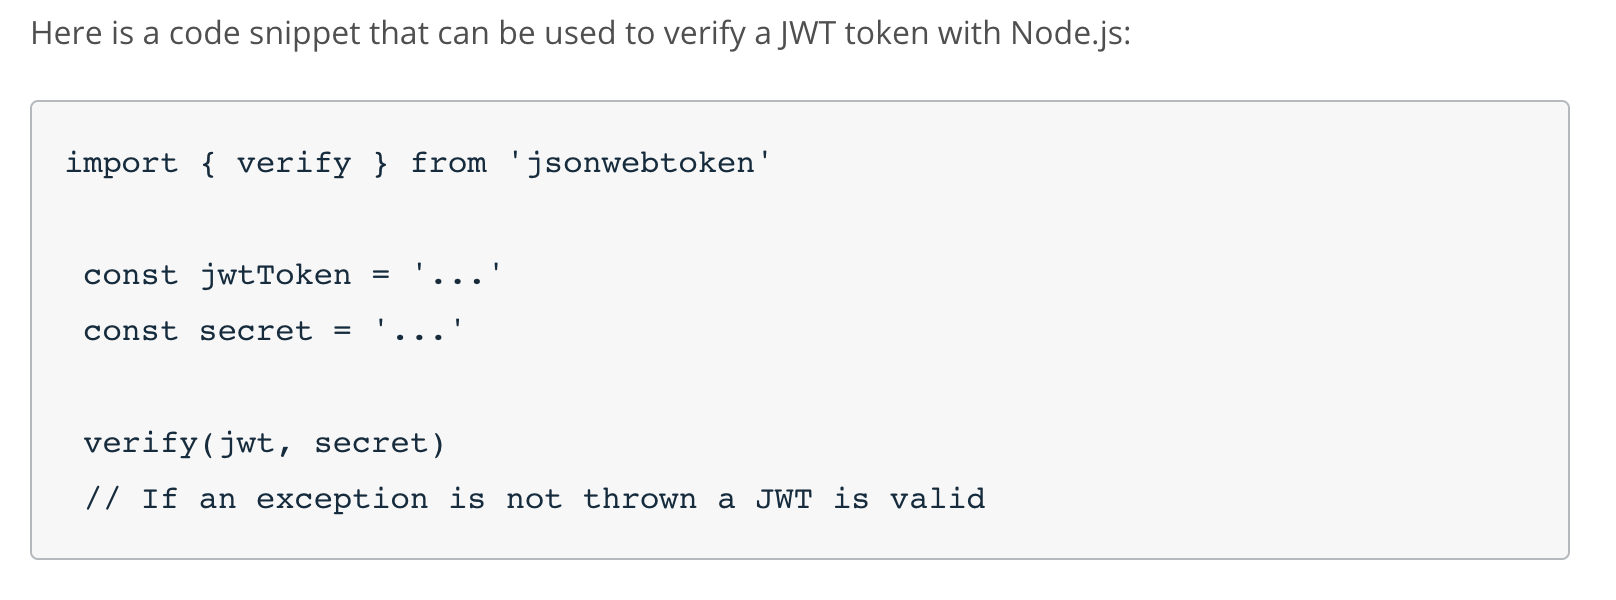 Here is a code snippet that can be used to verify a JWT token with Node.js:
import { verify } from 'jsonwebtoken'
const jwtToken = '...'
const secret = '...'
verify(jwt, secret)
// If an exception is not thrown a JWT is valid